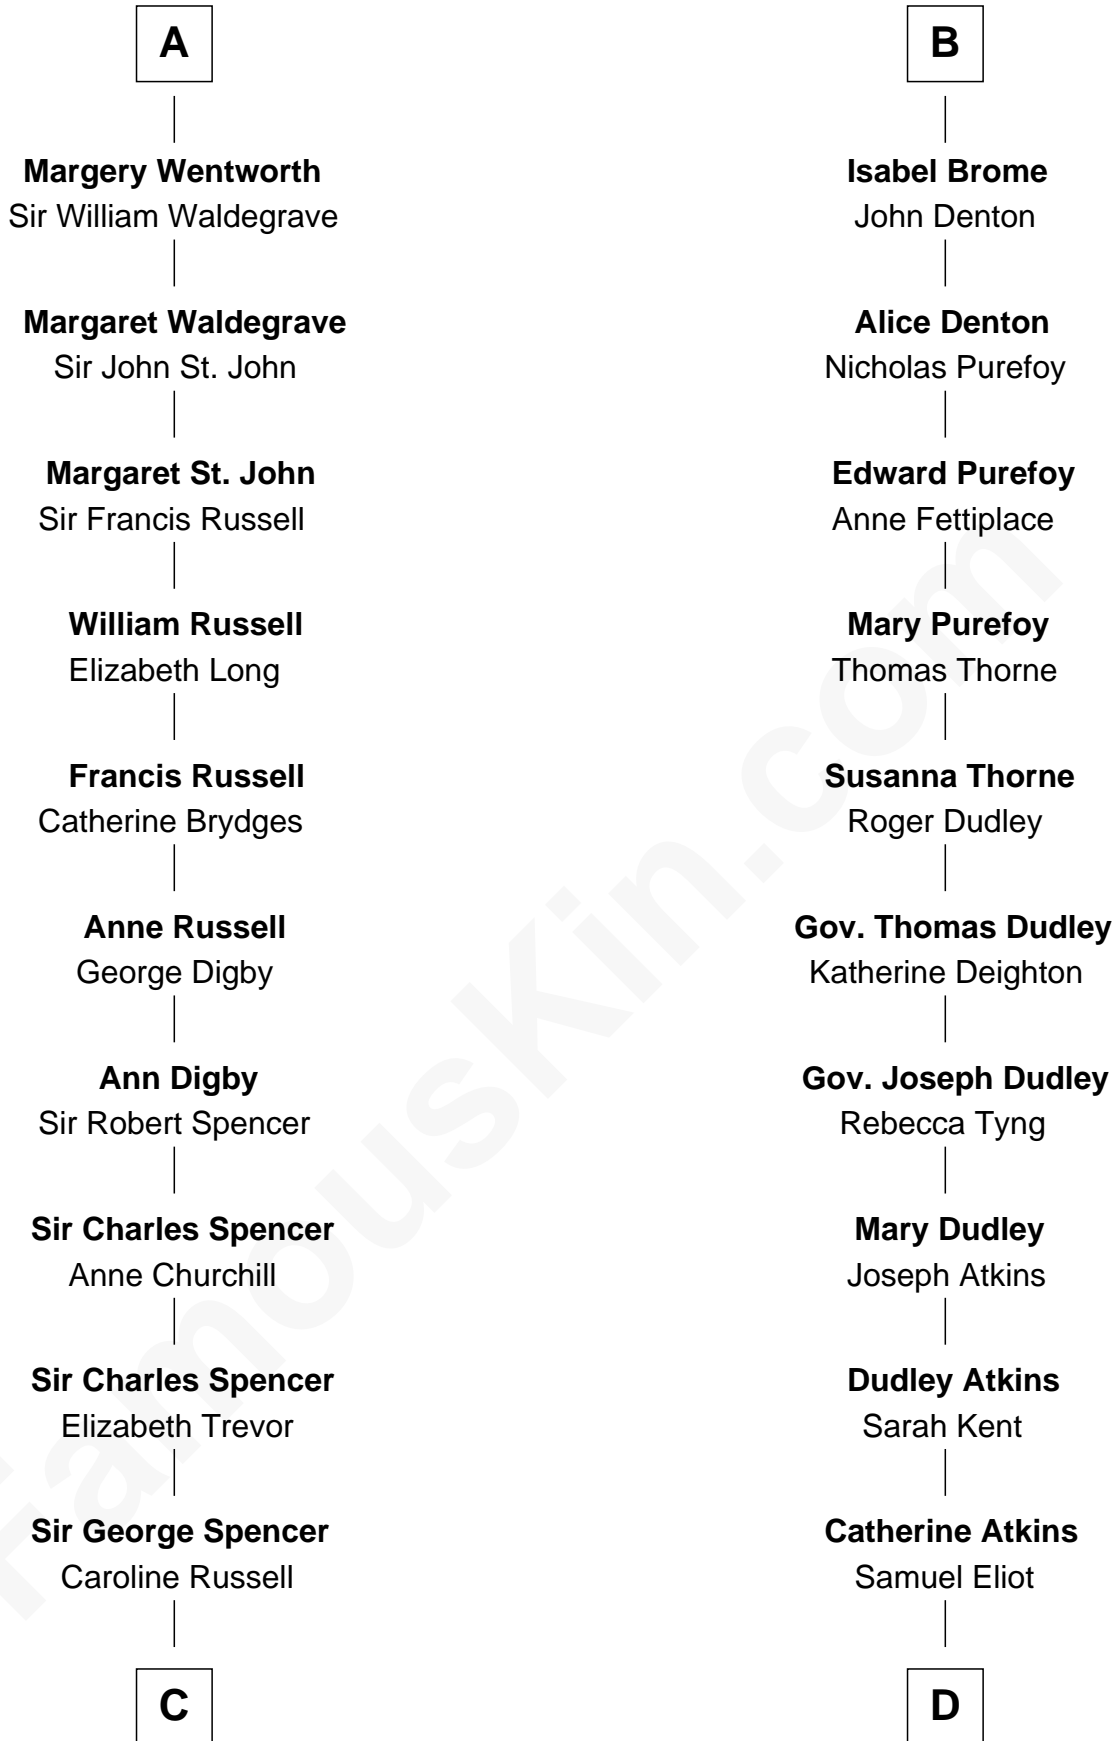 A
Margery Wentworth
Sir William Waldegrave
Margaret Waldegrave
Sir John St. John
Margaret St. John
Sir Francis Russell
William Russell
Elizabeth Long
Francis Russell
Catherine Brydges
Anne Russell
George Digby
Ann Digby
Sir Robert Spencer
Sir Charles Spencer
Anne Churchill
Sir Charles Spencer
Elizabeth Trevor
Sir George Spencer
Caroline Russell
C
B
Isabel Brome
John Denton
Alice Denton
Nicholas Purefoy
Edward Purefoy
Anne Fettiplace
Mary Purefoy
Thomas Thorne
Susanna Thorne
Roger Dudley
Gov. Thomas Dudley
Katherine Deighton
Gov. Joseph Dudley
Rebecca Tyng
Mary Dudley
Joseph Atkins
Dudley Atkins
Sarah Kent
Catherine Atkins
Samuel Eliot
D
FamousKin.com